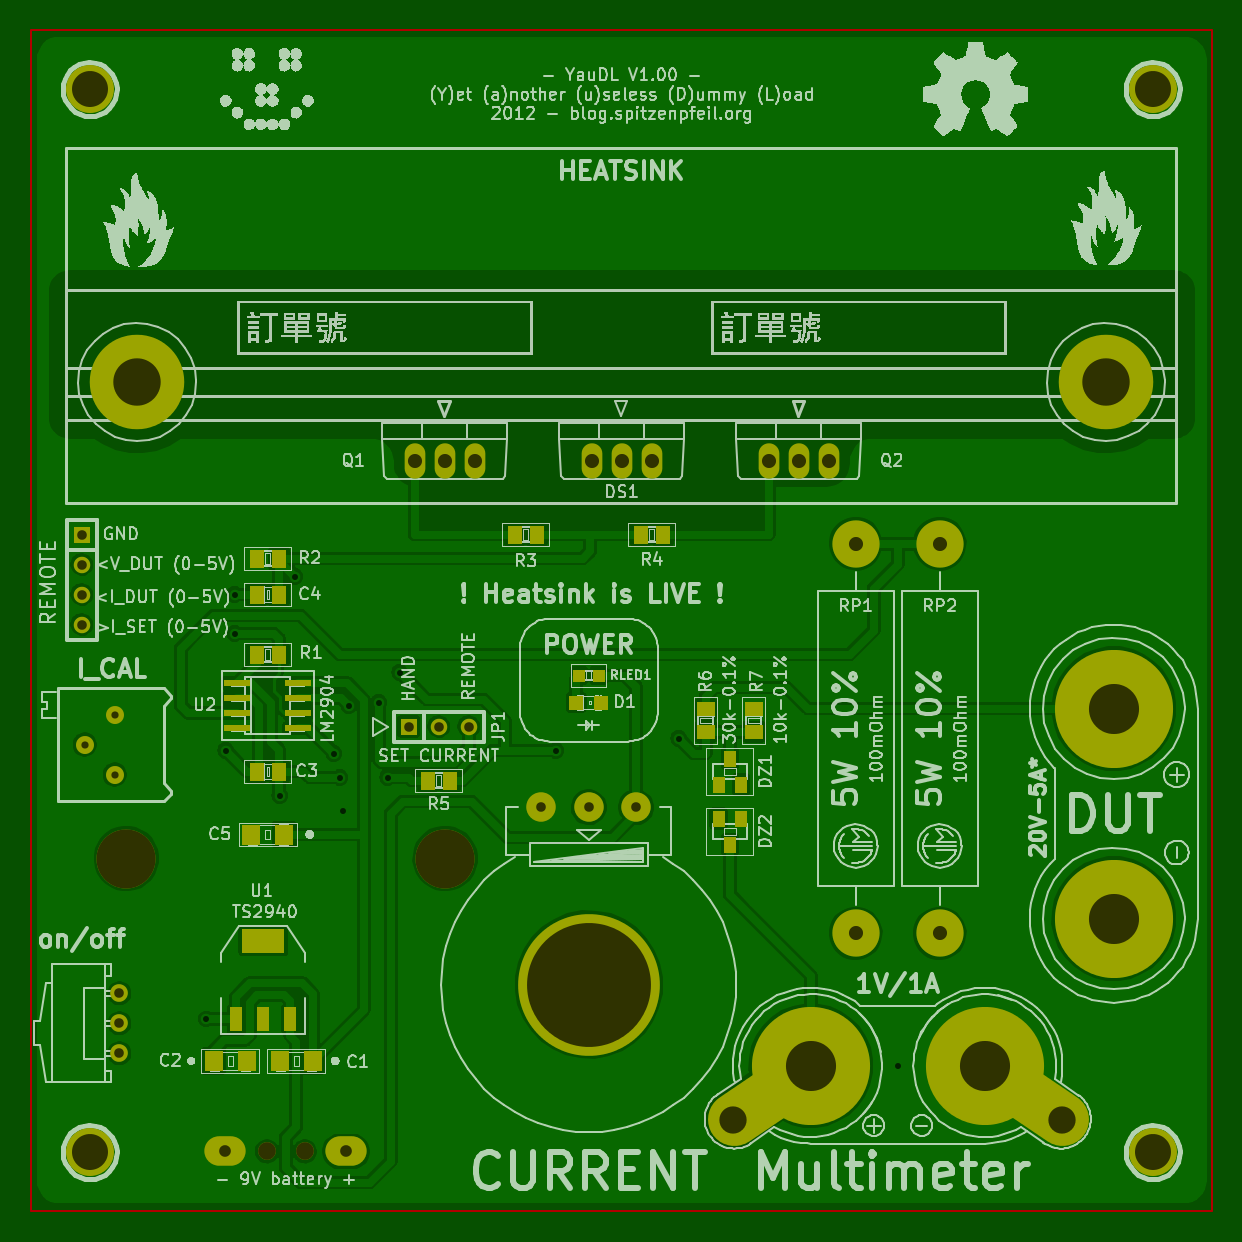 - YauDL V1.00 -
(Y)et (a)nother (u)seless (D)ummy (L)oad
2012 - blog.spitzenpfeil.org
HEATSINK
訂單號
訂單號
Q1
DS1
Q2
REMOTE
GND
<V_DUT (0-5V)
<I_DUT (0-5V)
>I_SET (0-5V)
R2
C4
R1
R3
R4
! Heatsink is LIVE !
I_CAL
U2
LM2904
HAND
REMOTE
JP1
SET CURRENT
POWER
RLED1
D1
R6
30k-0.1%
R7
10k-0.1%
RP1
RP2
5W 10%
100mOhm
5W 10%
100mOhm
C3
R5
DZ1
DZ2
C5
20V-5A*
DUT
+
-
U1
TS2940
on/off
1V/1A
C2
C1
+
-
- 9V battery +
CURRENT
Multimeter